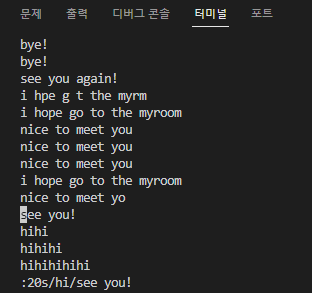 문제 출력 디버그 콘솔 터미널 포트
bye!
bye!
see you again!
i hpe g t the myrm
i hope go to the myroom
nice to meet you
nice to meet you
nice to meet you
i hope go to the myroom
nice to meet yo
see you!
hihi
hihihi
hihihihihi
:20s/hi/see you!